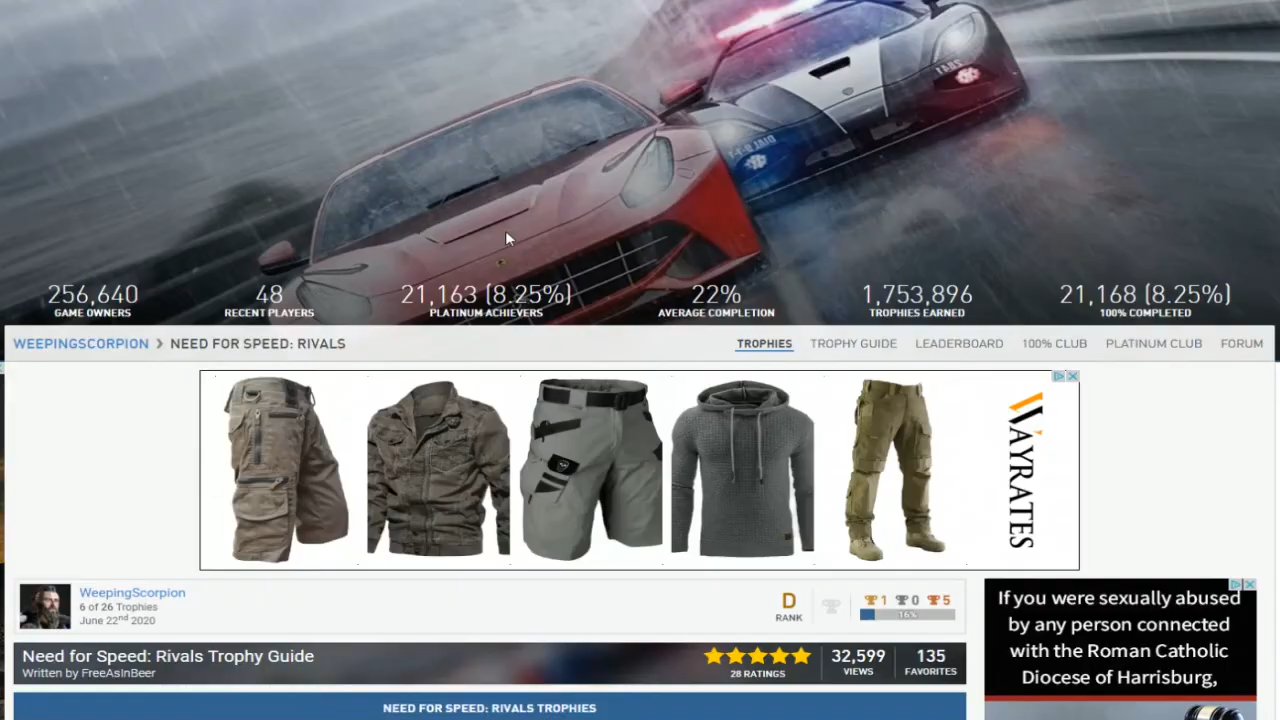 256,640
GAME OWNERS
48
RECENT PLAYERS
21,163 (8.25%)
PLATINUM ACHIEVERS
22%
AVERAGE COMPLETION
1,753,896
TROPHIES EARNED
21,168 (8.25%)
100% COMPLETED
WEEPINGSCORPION > NEED FOR SPEED: RIVALS
TROPHIES TROPHY GUIDE LEADERBOARD 100% CLUB PLATINUM CLUB FORUM
WAYRATES
WeepingScorpion
6 of 26 Trophies
June 22nd 2020
D
RANK
1 0 5
16%
Need for Speed: Rivals Trophy Guide
Written by FreeAsInBeer
28 RATINGS
32,599
VIEWS
135
FAVORITES
NEED FOR SPEED: RIVALS TROPHIES
If you were sexually abused
by any person connected
with the Roman Catholic
Diocese of Harrisburg,